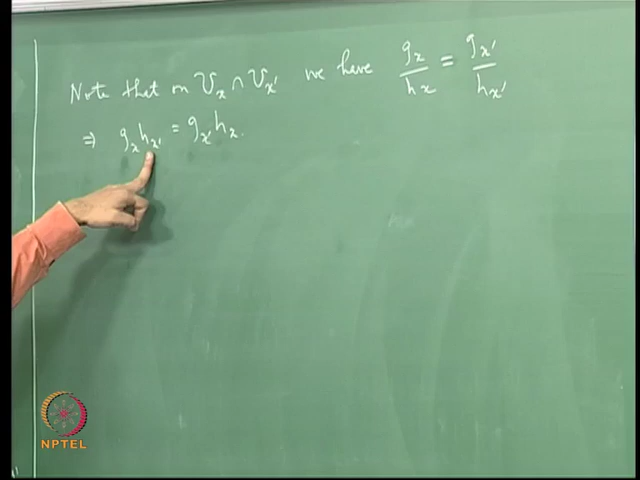 Note that on U_x ∩ U_x' we have g_x/h_x = g_x'/h_x'
⇒ g_x h_x' = g_x' h_x.
NPTEL